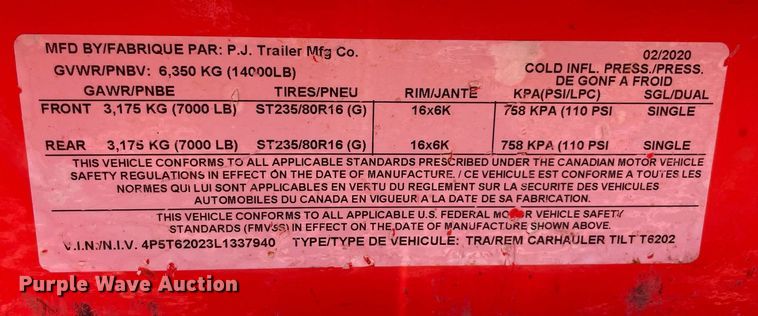 MFD BY/FABRIQUE PAR: P.J. Trailer Mfg Co. 02/2020
GVWR/PNBV: 6,350 KG (14000LB) COLD INFL. PRESS./PRESS. DE GONF A FROID
GAWR/PNBE TIRES/PNEU RIM/JANTE KPA(PSI/LPC) SGL/DUAL
FRONT 3,175 KG (7000 LB) ST235/80R16 (G) 16x6K 758 KPA (110 PSI SINGLE
REAR 3,175 KG (7000 LB) ST235/80R16 (G) 16x6K 758 KPA (110 PSI SINGLE
THIS VEHICLE CONFORMS TO ALL APPLICABLE STANDARDS PRESCRIBED UNDER THE CANADIAN MOTOR VEHICLE
SAFETY REGULATIONS IN EFFECT ON THE DATE OF MANUFACTURE. / CE VEHICULE EST CONFORME A TOUTES LES
NORMES QUI LUI SONT APPLICABLES EN VERTU DU REGLEMENT SUR LA SECURITE DES VEHICULES
AUTOMOBILES DU CANADA EN VIGUEUR A LA DATE DE SA FABRICATION.
THIS VEHICLE CONFORMS TO ALL APPLICABLE U.S. FEDERAL MOTOR VEHICLE SAFETY
STANDARDS (FMVSS) IN EFFECT ON THE DATE OF MANUFACTURE SHOWN ABOVE.
V.I.N./N.I.V. 4P5T62023L1337940 TYPE/TYPE DE VEHICULE: TRA/REM CARHAULER TILT T6202
Purple Wave Auction